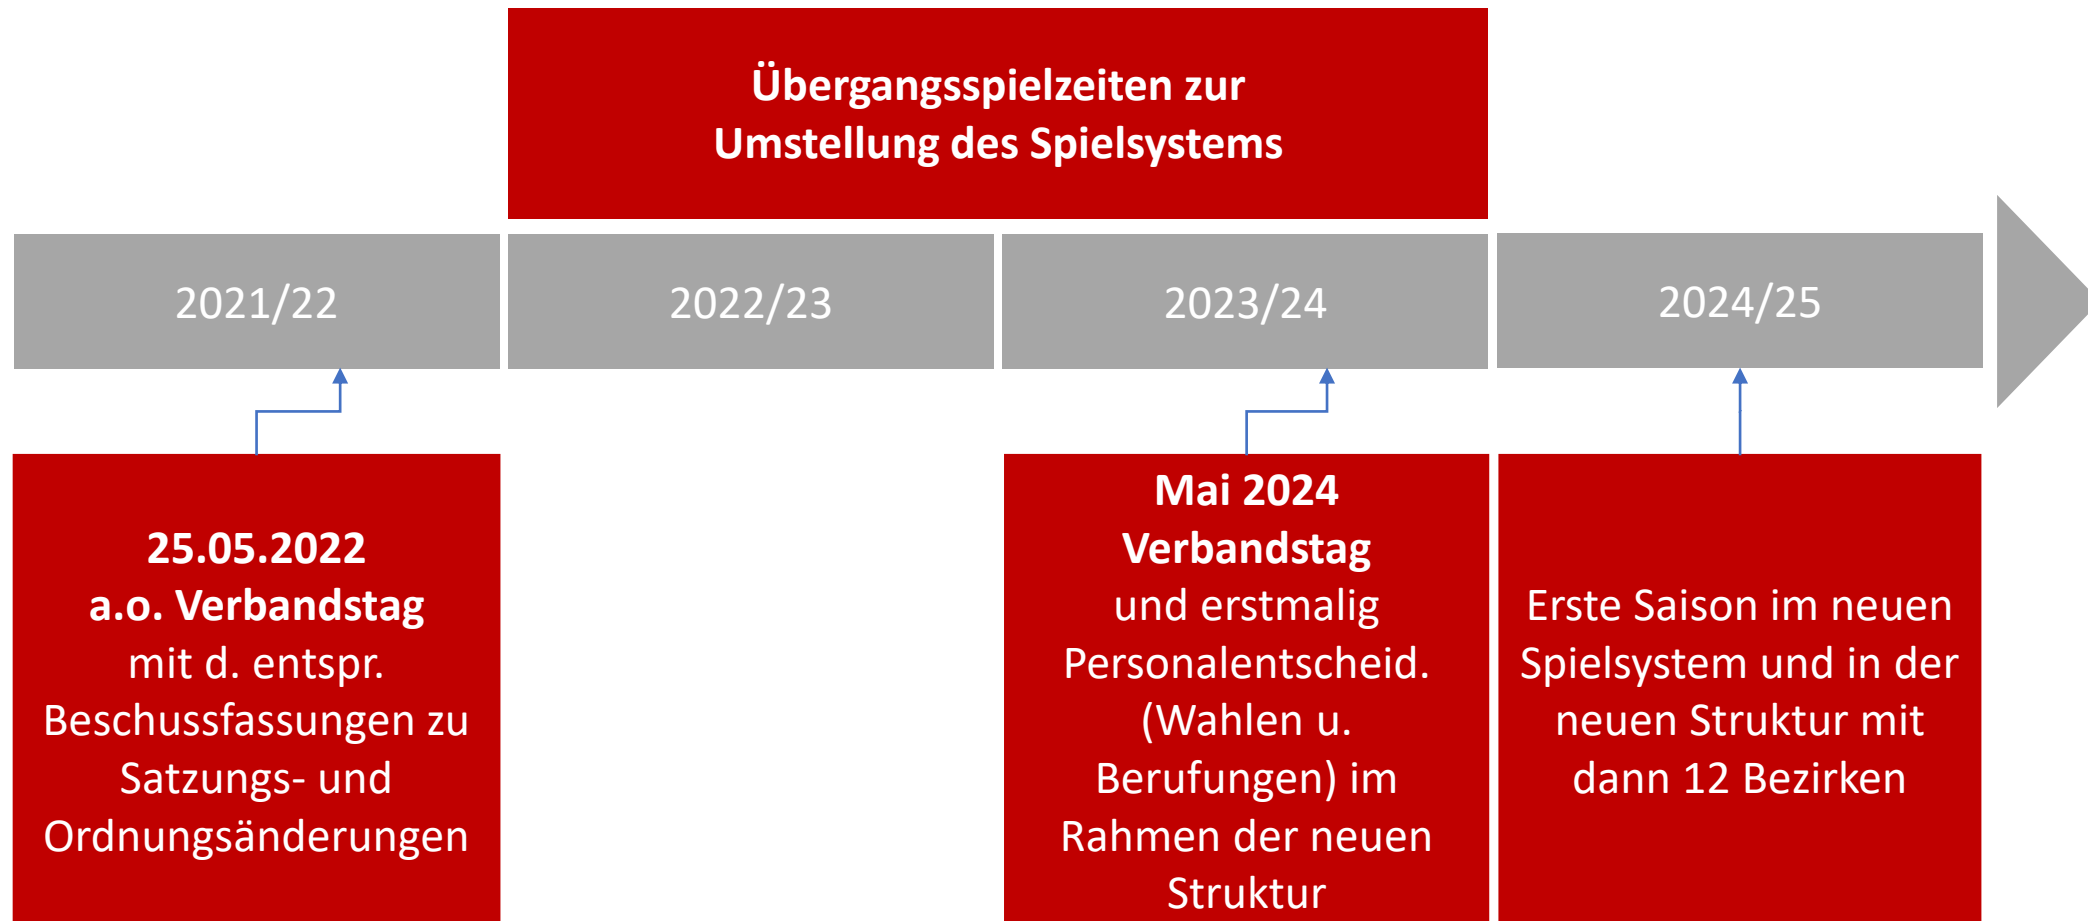 Übergangsspielzeiten zur
Umstellung des Spielsystems
2021/22
2022/23
2023/24
2024/25
25.05.2022
a.o. Verbandstag
mit d. entspr.
Beschussfassungen zu
Satzungs- und
Ordnungsänderungen
Mai 2024
Verbandstag
und erstmalig
Personalentscheid.
(Wahlen u.
Berufungen) im
Rahmen der neuen
Struktur
Erste Saison im neuen
Spielsystem und in der
neuen Struktur mit
dann 12 Bezirken